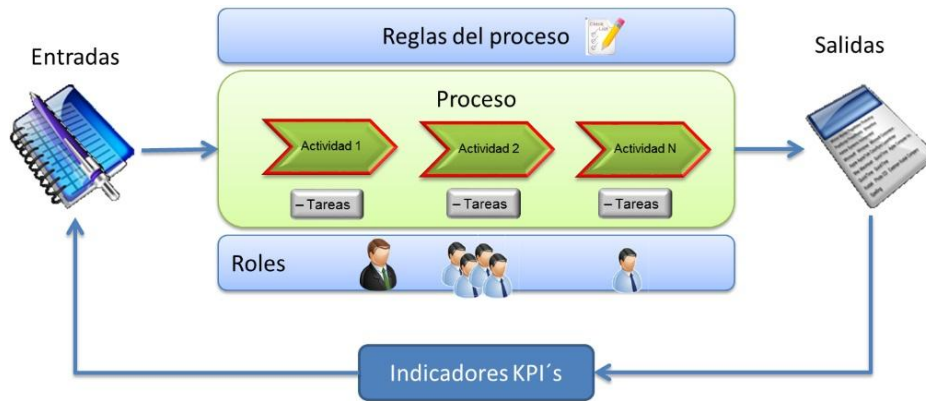 Reglas del proceso
Entradas
Salidas
Proceso
Actividad 1
Actividad 2
Actividad N
– Tareas
– Tareas
– Tareas
Roles
Indicadores KPI´s